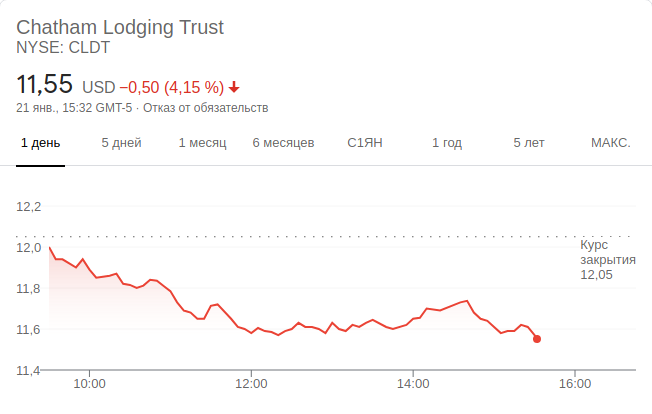 Chatham Lodging Trust
NYSE: CLDT
11,55 USD −0,50 (4,15 %)
21 янв., 15:32 GMT-5 · Отказ от обязательств
1 день 5 дней 1 месяц 6 месяцев С1ЯН 1 год 5 лет МАКС.
12,2
12,0
11,8
11,6
11,4
Курс
закрытия
12,05
10:00 12:00 14:00 16:00